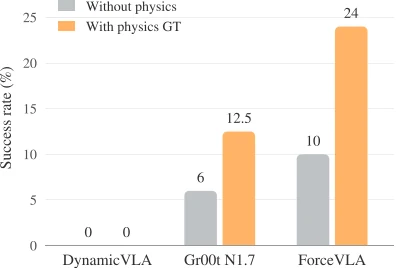 Without physics
With physics GT
Success rate (%)
25
20
15
10
5
0
0
0
6
12.5
10
24
DynamicVLA
Gr00t N1.7
ForceVLA